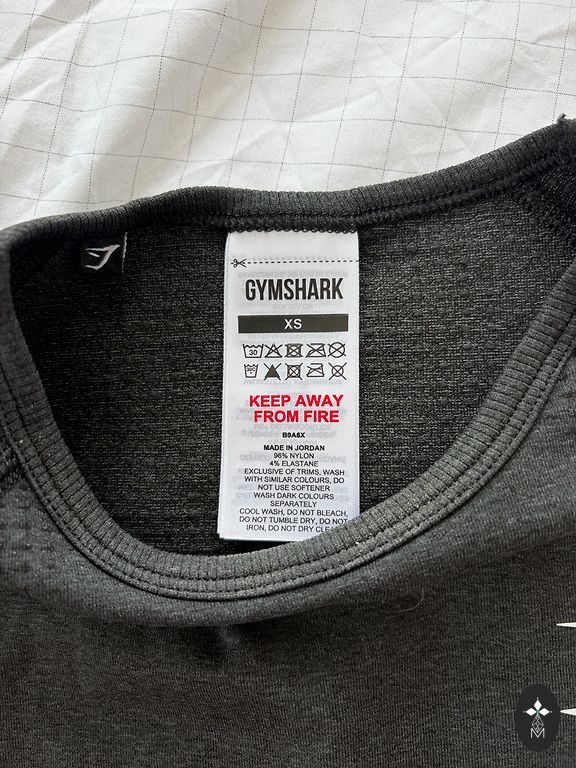 GYMSHARK
XS
30
KEEP AWAY
FROM FIRE
B9A6X
MADE IN JORDAN
96% NYLON
4% ELASTANE
EXCLUSIVE OF TRIMS, WASH
WITH SIMILAR COLOURS, DO
NOT USE SOFTENER
WASH DARK COLOURS
SEPARATELY
COOL WASH, DO NOT BLEACH,
DO NOT TUMBLE DRY, DO NOT
IRON, DO NOT DRY
M